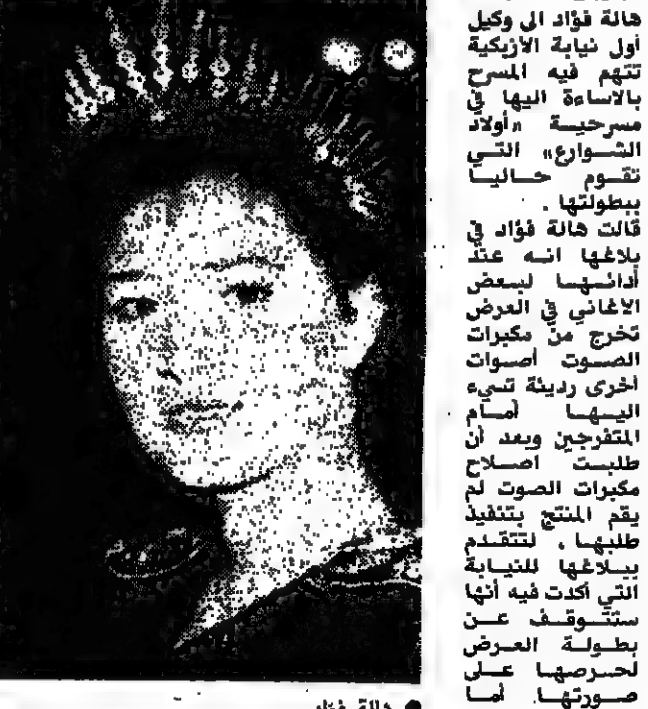 هالة فؤاد الى وكيل
أول نيابة الأزبكية
تتهم فيه المسرح
بالاساءة اليها في
مسرحية «أولاد
الشوارع» التي
تقوم حاليا
ببطولتها .
قالت هالة فؤاد في
بلاغها انه عند
أدائها لبعض
الاغاني في العرض
تخرج من مكبرات
الصوت أصوات
أخرى رديئة تسيء
اليها أمام
المتفرجين وبعد أن
طلبت اصلاح
مكبرات الصوت لم
يقم المنتج بتنفيذ
طلبها . لتتقدم
ببلاغها للنيابة
التي أكدت فيه أنها
ستتوقف عن
بطولة العرض
لحرصها على
صورتها. أما
● هالة فؤاد